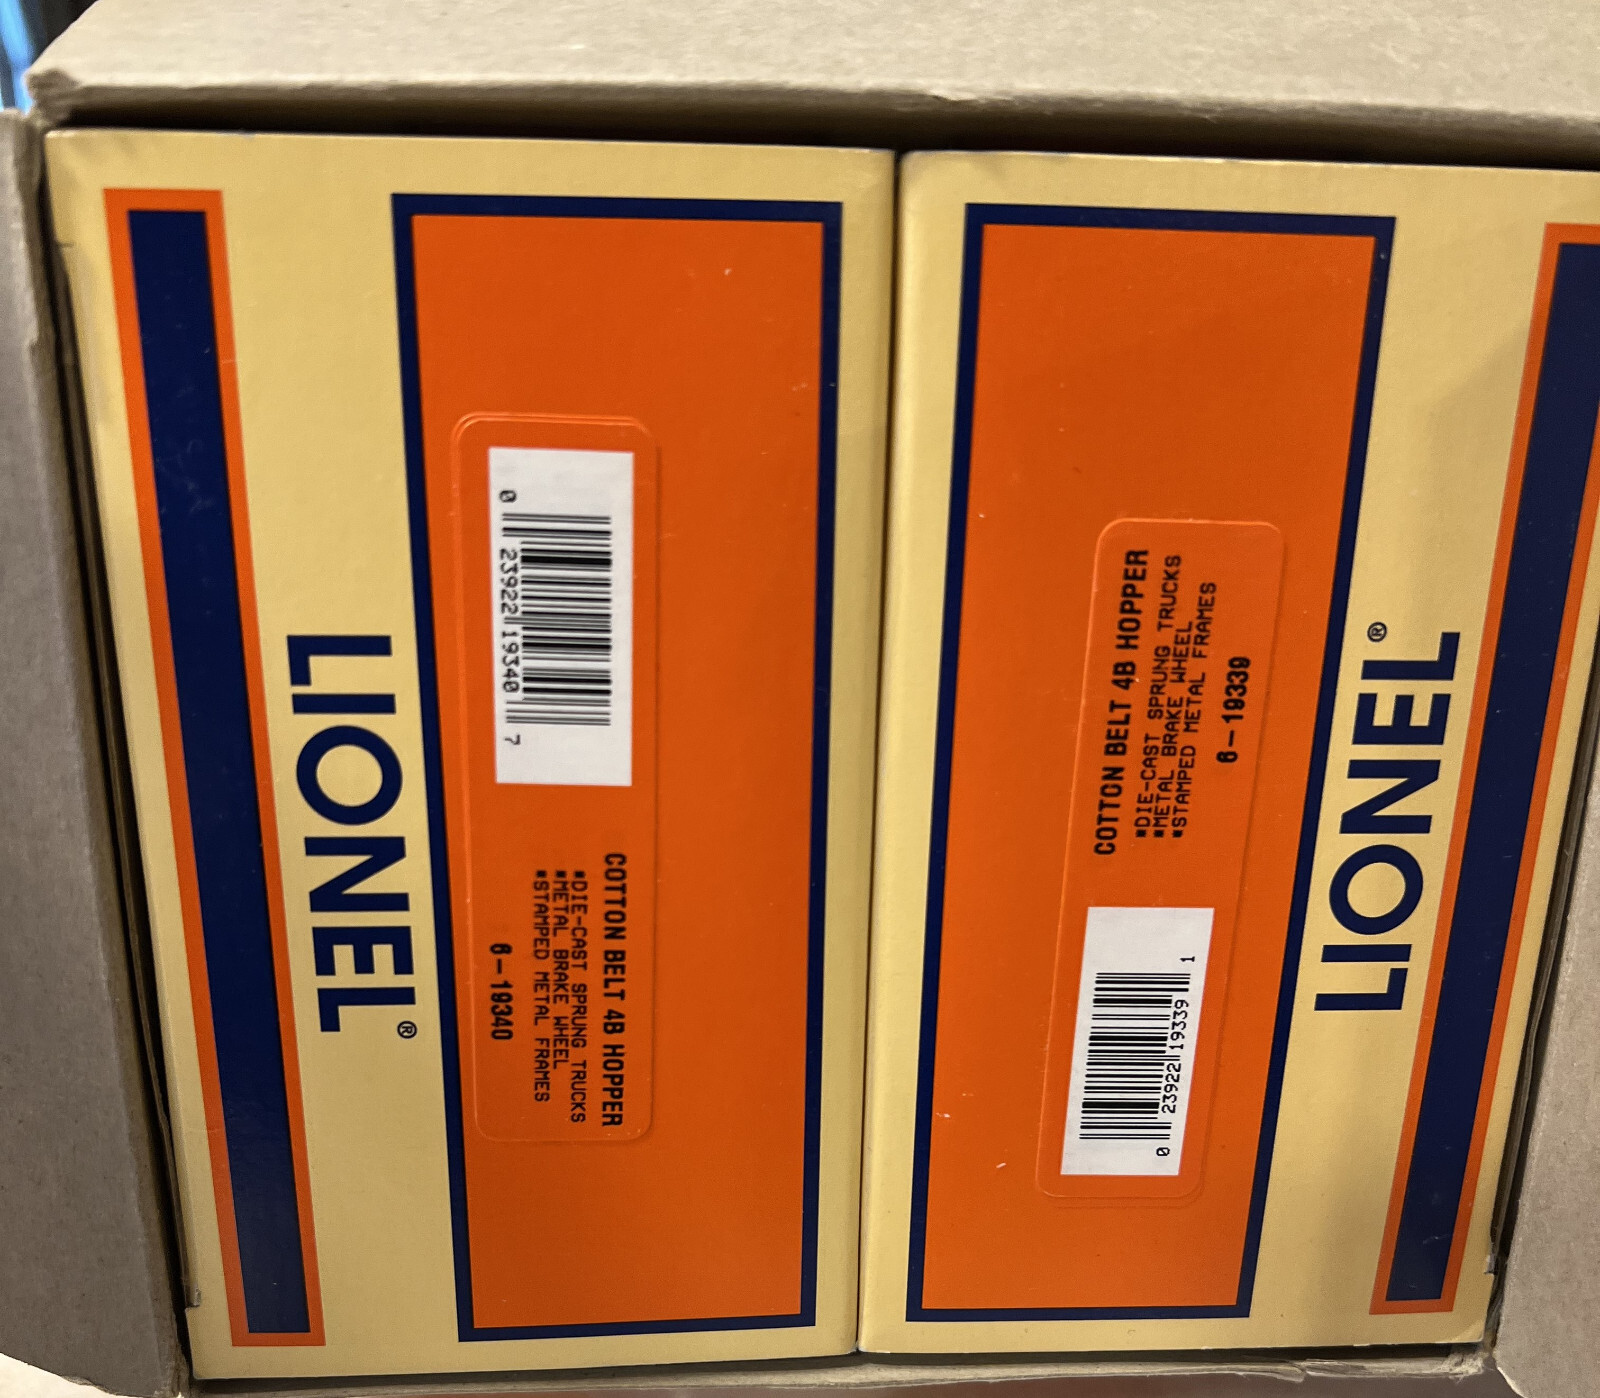 LIONEL®
COTTON BELT 4B HOPPER
▪DIE-CAST SPRUNG TRUCKS
▪METAL BRAKE WHEEL
▪STAMPED METAL FRAMES
6-19340
0 23922 19340 7
COTTON BELT 4B HOPPER
▪DIE-CAST SPRUNG TRUCKS
▪METAL BRAKE WHEEL
▪STAMPED METAL FRAMES
6-19339
0 23922 19339 1
LIONEL®